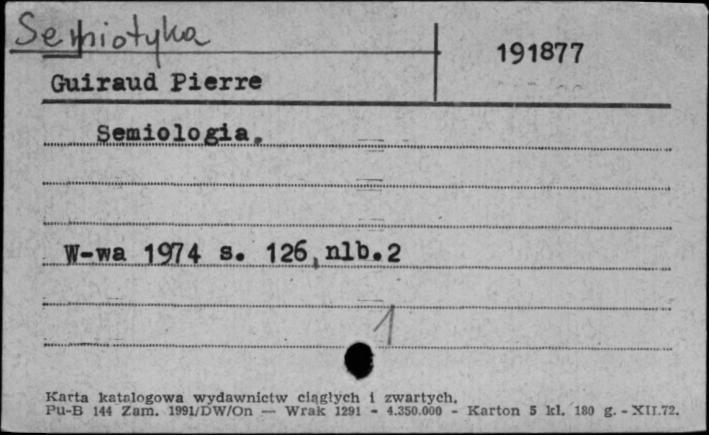 Semiotyka
191877
Guiraud Pierre
Semiologia.
W-wa 1974 s. 126, nlb.2
1
Karta katalogowa wydawnictw ciągłych i zwartych.
Pu-B 144 Zam. 1991/DW/On — Wrak 1291 - 4.350.000 - Karton 5 kl. 180 g. - XII.72.